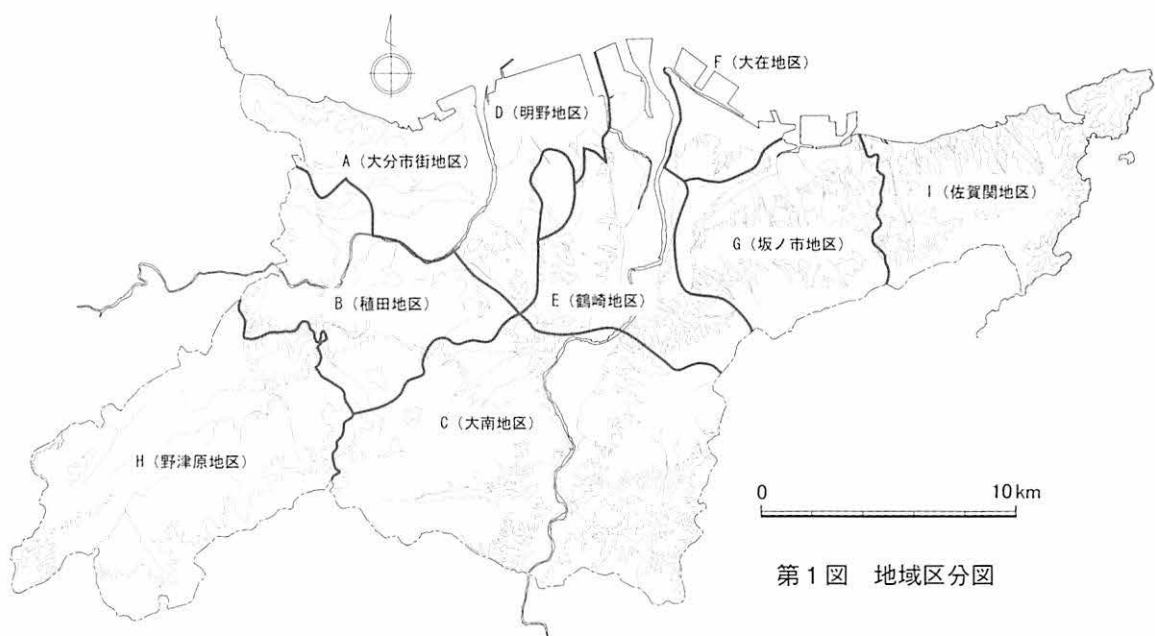 F（大在地区）
D（明野地区）
A（大分市街地区）
I（佐賀関地区）
G（坂ノ市地区）
B（稙田地区）
E（鶴崎地区）
C（大南地区）
H（野津原地区）
0 10km
第1図 地域区分図